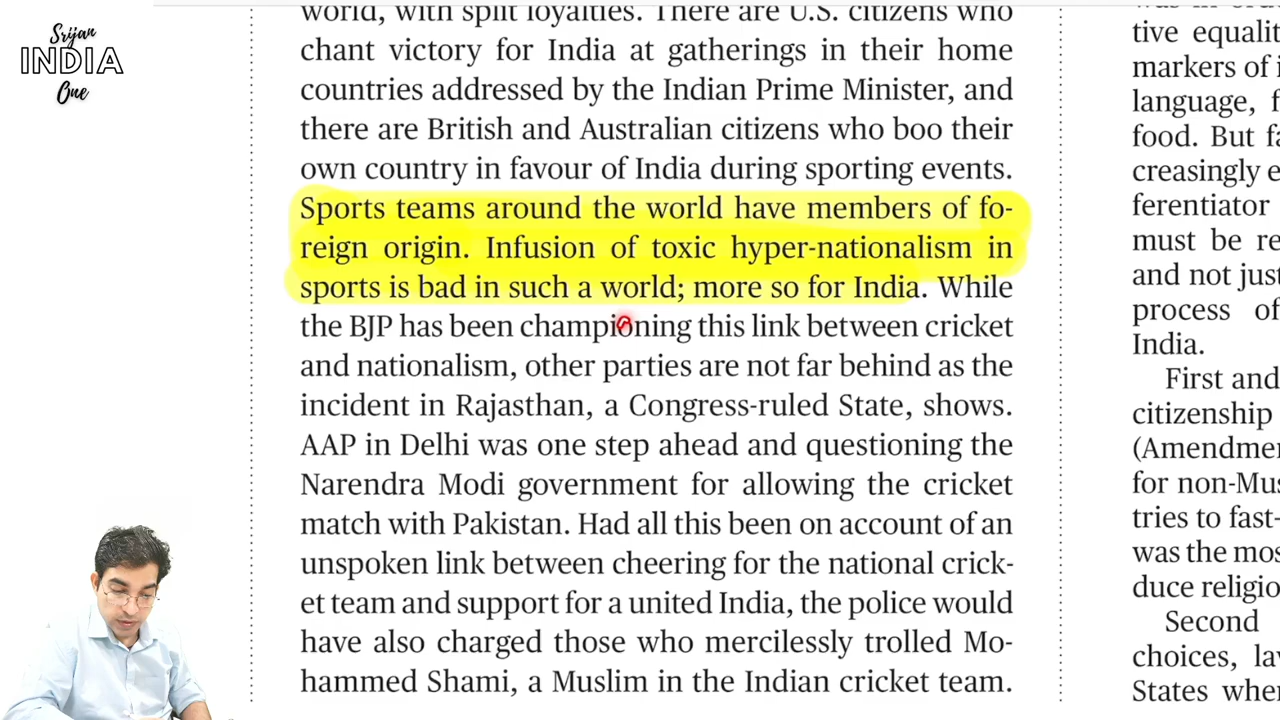 Srijan
INDIA
One
world, with split loyalties. There are U.S. citizens who
chant victory for India at gatherings in their home
countries addressed by the Indian Prime Minister, and
there are British and Australian citizens who boo their
own country in favour of India during sporting events.
Sports teams around the world have members of fo-
reign origin. Infusion of toxic hyper-nationalism in
sports is bad in such a world; more so for India. While
the BJP has been championing this link between cricket
and nationalism, other parties are not far behind as the
incident in Rajasthan, a Congress-ruled State, shows.
AAP in Delhi was one step ahead and questioning the
Narendra Modi government for allowing the cricket
match with Pakistan. Had all this been on account of an
unspoken link between cheering for the national crick-
et team and support for a united India, the police would
have also charged those who mercilessly trolled Mo-
hammed Shami, a Muslim in the Indian cricket team.
tive equalit
markers of i
language, f
food. But fa
creasingly e
ferentiator
must be re
and not just
process of
India.
First and
citizenship
(Amendmen
for non-Mus
tries to fast-
was the mos
duce religio
Second
choices, lav
States wher